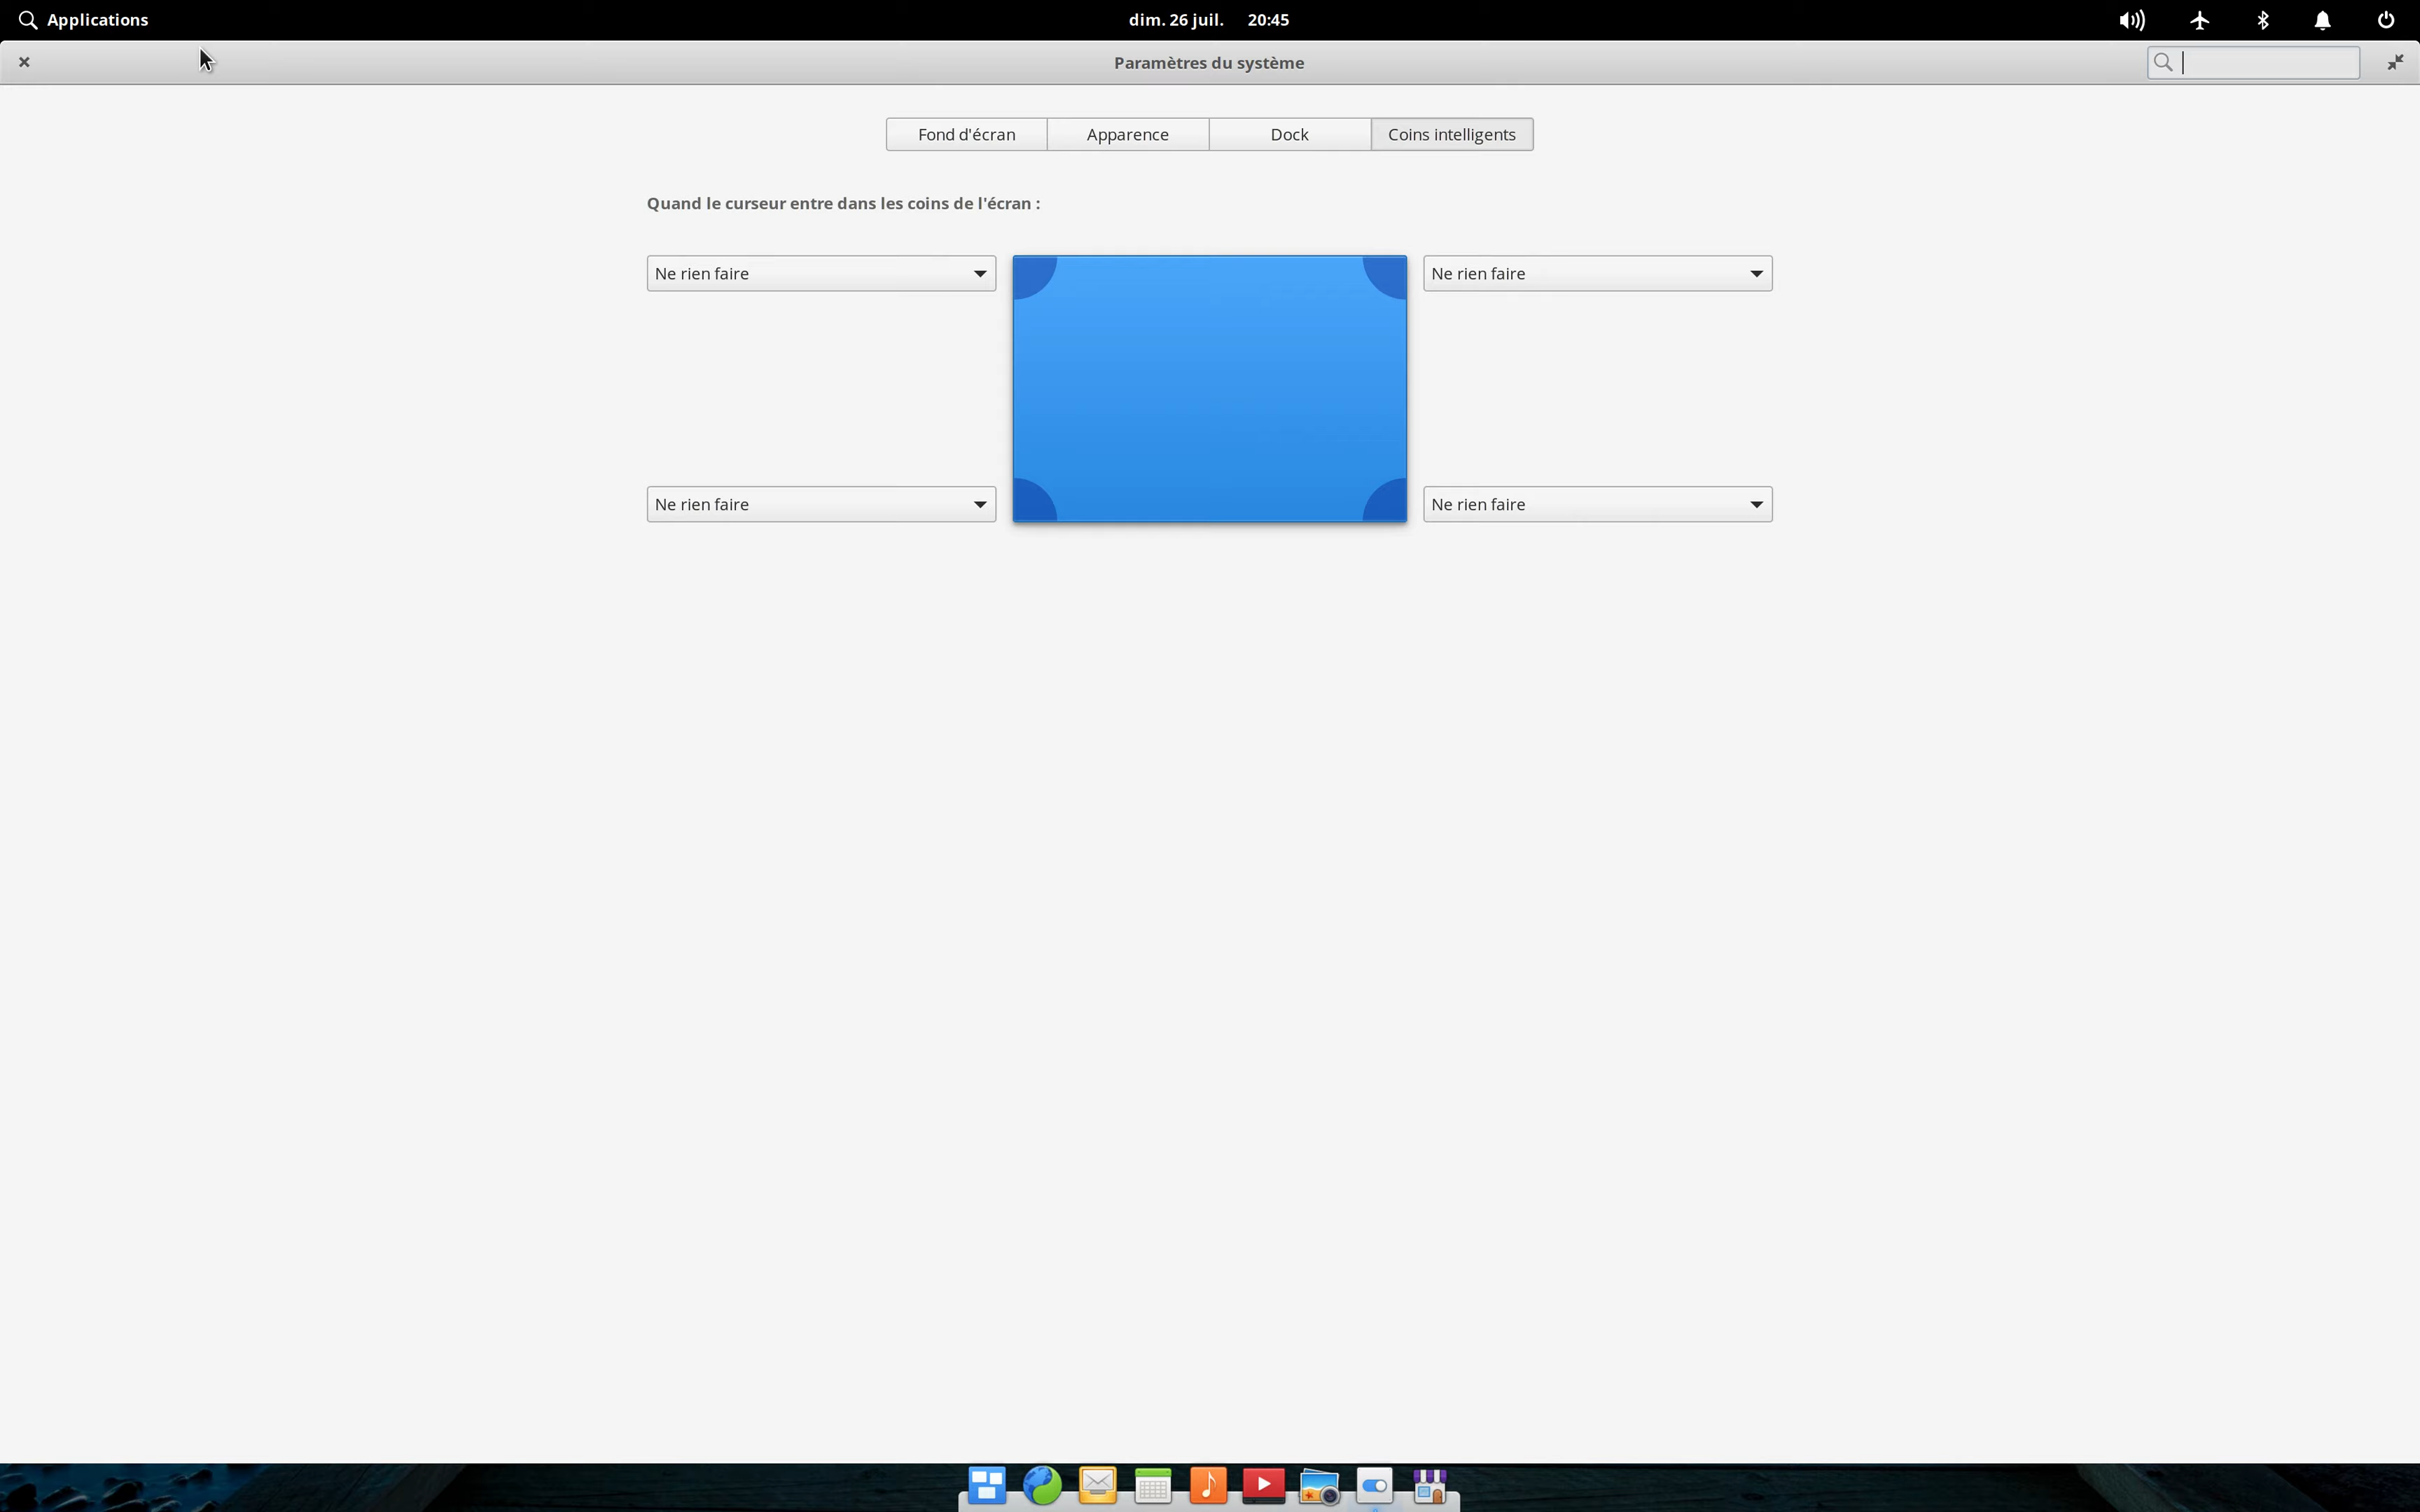 Applications
dim. 26 juil. 20:45
Paramètres du système
Fond d'écran
Apparence
Dock
Coins intelligents
Quand le curseur entre dans les coins de l'écran :
Ne rien faire
Ne rien faire
Ne rien faire
Ne rien faire